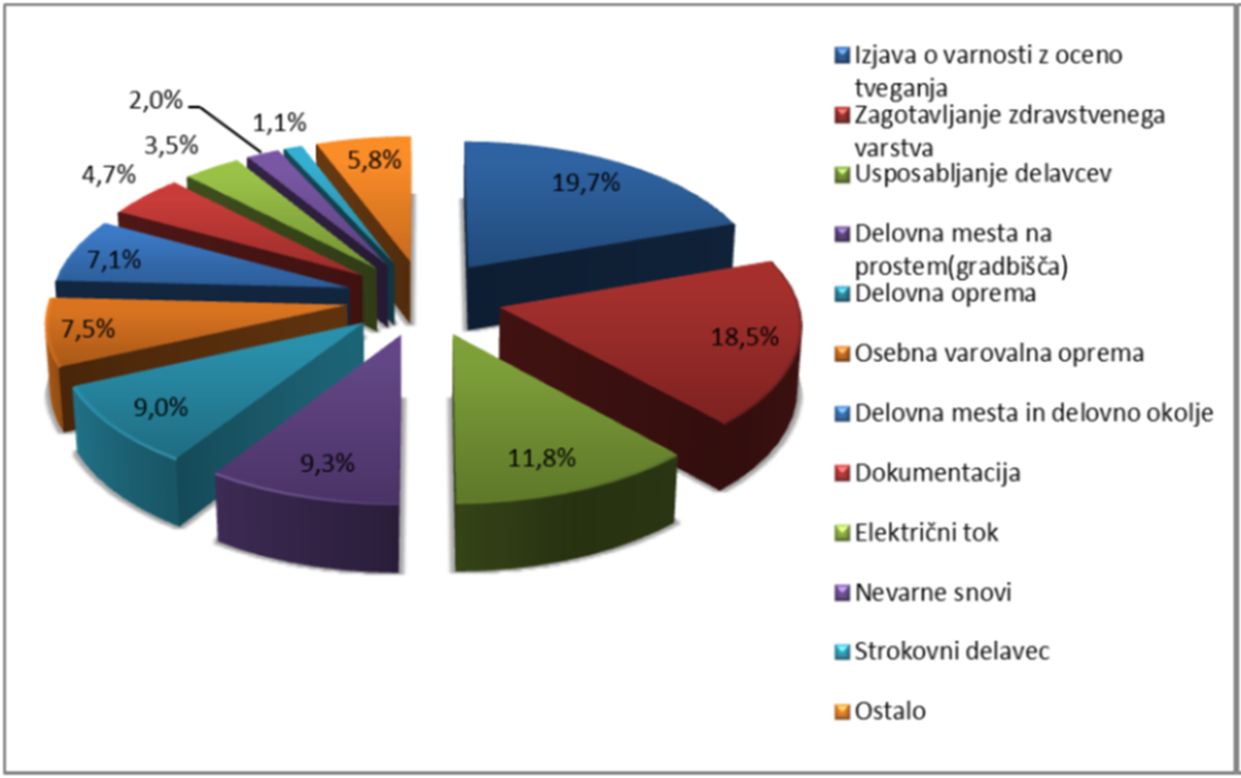 19,7%
18,5%
11,8%
9,3%
9,0%
7,5%
7,1%
4,7%
3,5%
2,0%
1,1%
5,8%
Izjava o varnosti z oceno
tveganja
Zagotavljanje zdravstvenega
varstva
Usposabljanje delavcev
Delovna mesta na
prostem(gradbišča)
Delovna oprema
Osebna varovalna oprema
Delovna mesta in delovno okolje
Dokumentacija
Električni tok
Nevarne snovi
Strokovni delavec
Ostalo